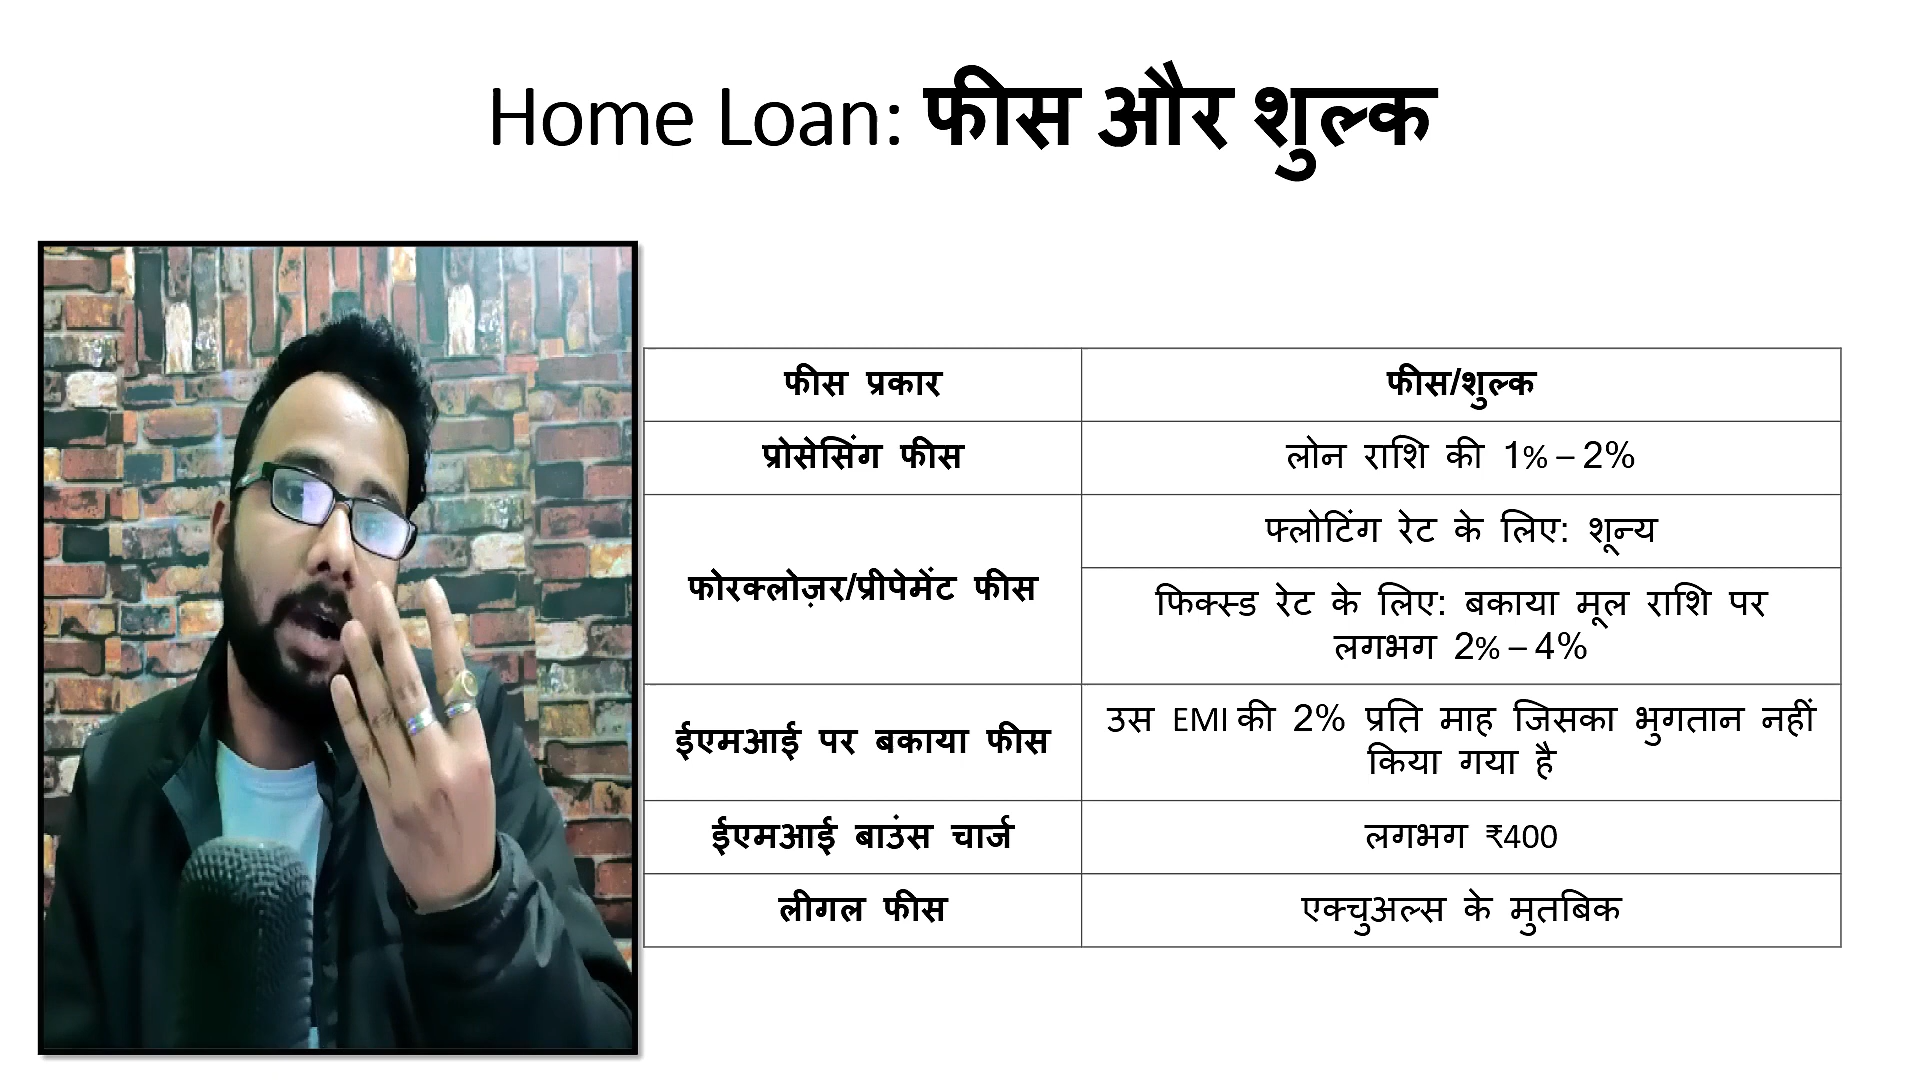 Home Loan: फीस और शुल्क
फीस प्रकार
फीस/शुल्क
प्रोसेसिंग फीस
लोन राशि की 1% – 2%
फोरक्लोज़र/प्रीपेमेंट फीस
फ्लोटिंग रेट के लिए: शून्य
फिक्स्ड रेट के लिए: बकाया मूल राशि पर
लगभग 2% – 4%
ईएमआई पर बकाया फीस
उस EMI की 2% प्रति माह जिसका भुगतान नहीं
किया गया है
ईएमआई बाउंस चार्ज
लगभग ₹400
लीगल फीस
एक्चुअल्स के मुतबिक